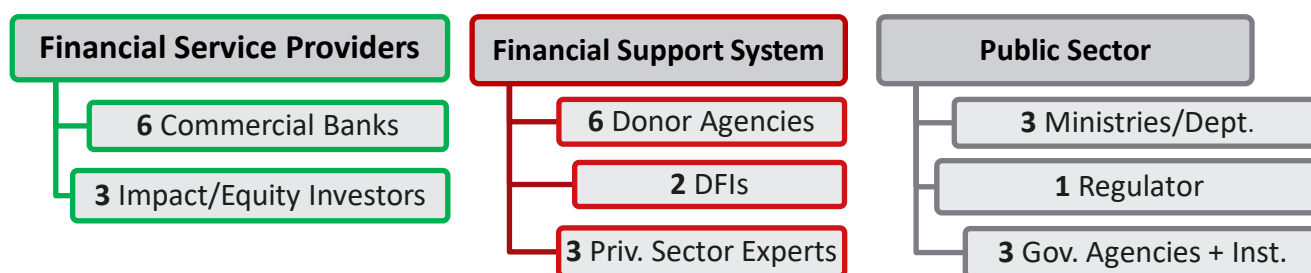 Financial Service Providers
6 Commercial Banks
3 Impact/Equity Investors
Financial Support System
6 Donor Agencies
2 DFIs
3 Priv. Sector Experts
Public Sector
3 Ministries/Dept.
1 Regulator
3 Gov. Agencies + Inst.